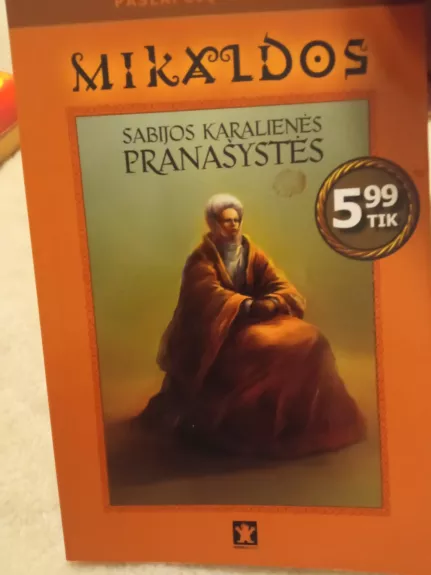 MIKALDOS
SABIJOS KARALIENĖS
PRANAŠYSTĖS
5 99
TIK